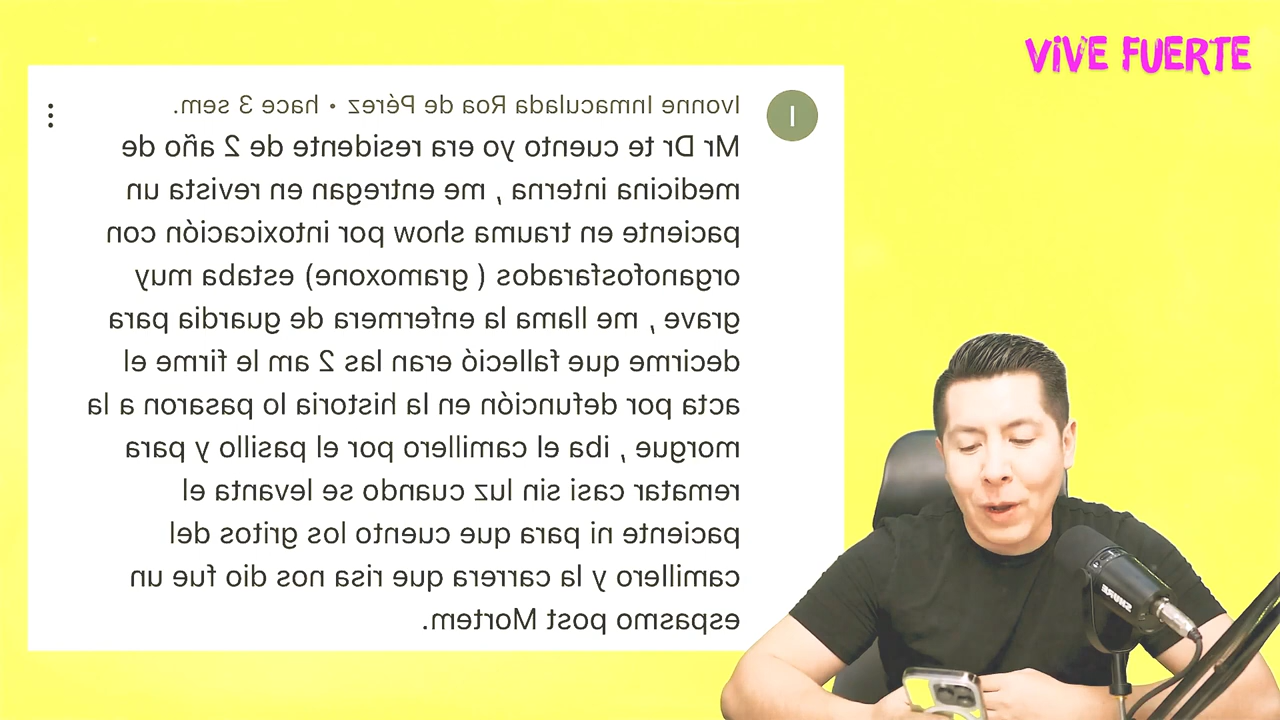 ViVE FUERTE
I
Ivonne Inmaculada Roa de Pérez • hace 3 sem.
Mr Dr te cuento yo era residente de 2 año de
medicina interna , me entregan en revista un
paciente en trauma show por intoxicación con
organofosfarados ( gramoxone) estaba muy
grave , me llama la enfermera de guardia para
decirme que falleció eran las 2 am le firme el
acta por defunción en la historia lo pasaron a la
morgue , iba el camillero por el pasillo y para
rematar casi sin luz cuando se levanta el
paciente ni para que cuento los gritos del
camillero y la carrera que risa nos dio fue un
espasmo post Mortem.
SHURE